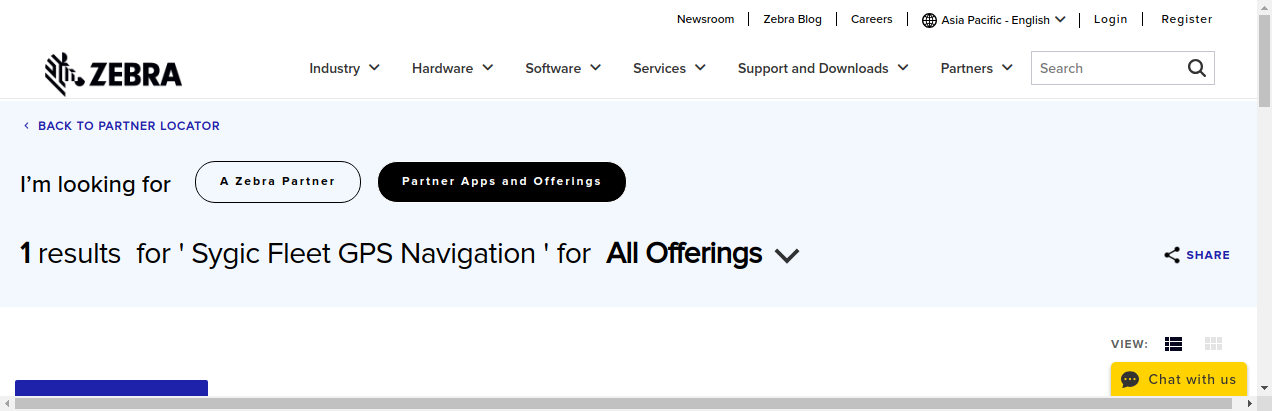 Newsroom Zebra Blog Careers Asia Pacific - English Login Register
ZEBRA Industry Hardware Software Services Support and Downloads Partners Search
BACK TO PARTNER LOCATOR
I'm looking for A Zebra Partner Partner Apps and Offerings
1 results for ' Sygic Fleet GPS Navigation ' for All Offerings SHARE
VIEW:
Chat with us